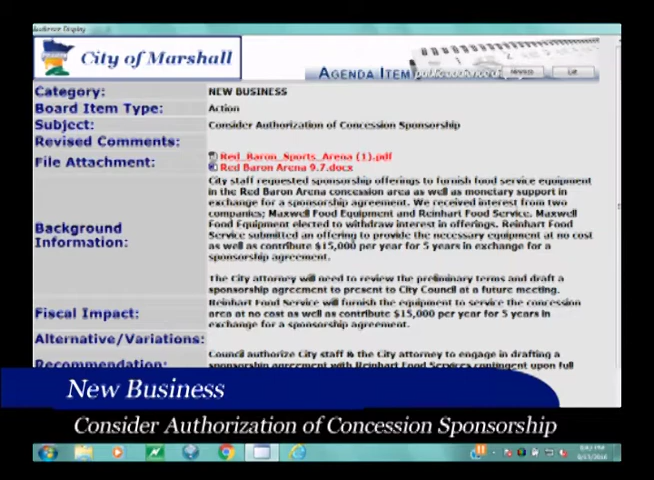 Audience Display
City of Marshall
AGENDA ITEM
Category:
NEW BUSINESS
Board Item Type:
Action
Subject:
Consider Authorization of Concession Sponsorship
Revised Comments:
File Attachment:
Red_Baron_Sports_Arena (1).pdf
Red Baron Arena 9.7.docx
Background
Information:
City staff requested sponsorship offerings to furnish food service equipment
in the Red Baron Arena concession area as well as monetary support in
exchange for a sponsorship agreement. We received interest from two
companies; Maxwell Food Equipment and Reinhart Food Service. Maxwell
Food Equipment elected to withdraw interest in offerings. Reinhart Food
Service submitted an offering to provide the necessary equipment at no cost
as well as contribute $15,000 per year for 5 years in exchange for a
sponsorship agreement.
The City attorney will need to review the preliminary terms and draft a
sponsorship agreement to present to City Council at a future meeting.
Fiscal Impact:
Reinhart Food Service will furnish the equipment to service the concession
area at no cost as well as contribute $15,000 per year for 5 years in
exchange for a sponsorship agreement.
Alternative/Variations:
Recommendation:
Council authorize City staff & the City attorney to engage in drafting a
sponsorship agreement with Reinhart Food Services contingent upon full
New Business
Consider Authorization of Concession Sponsorship